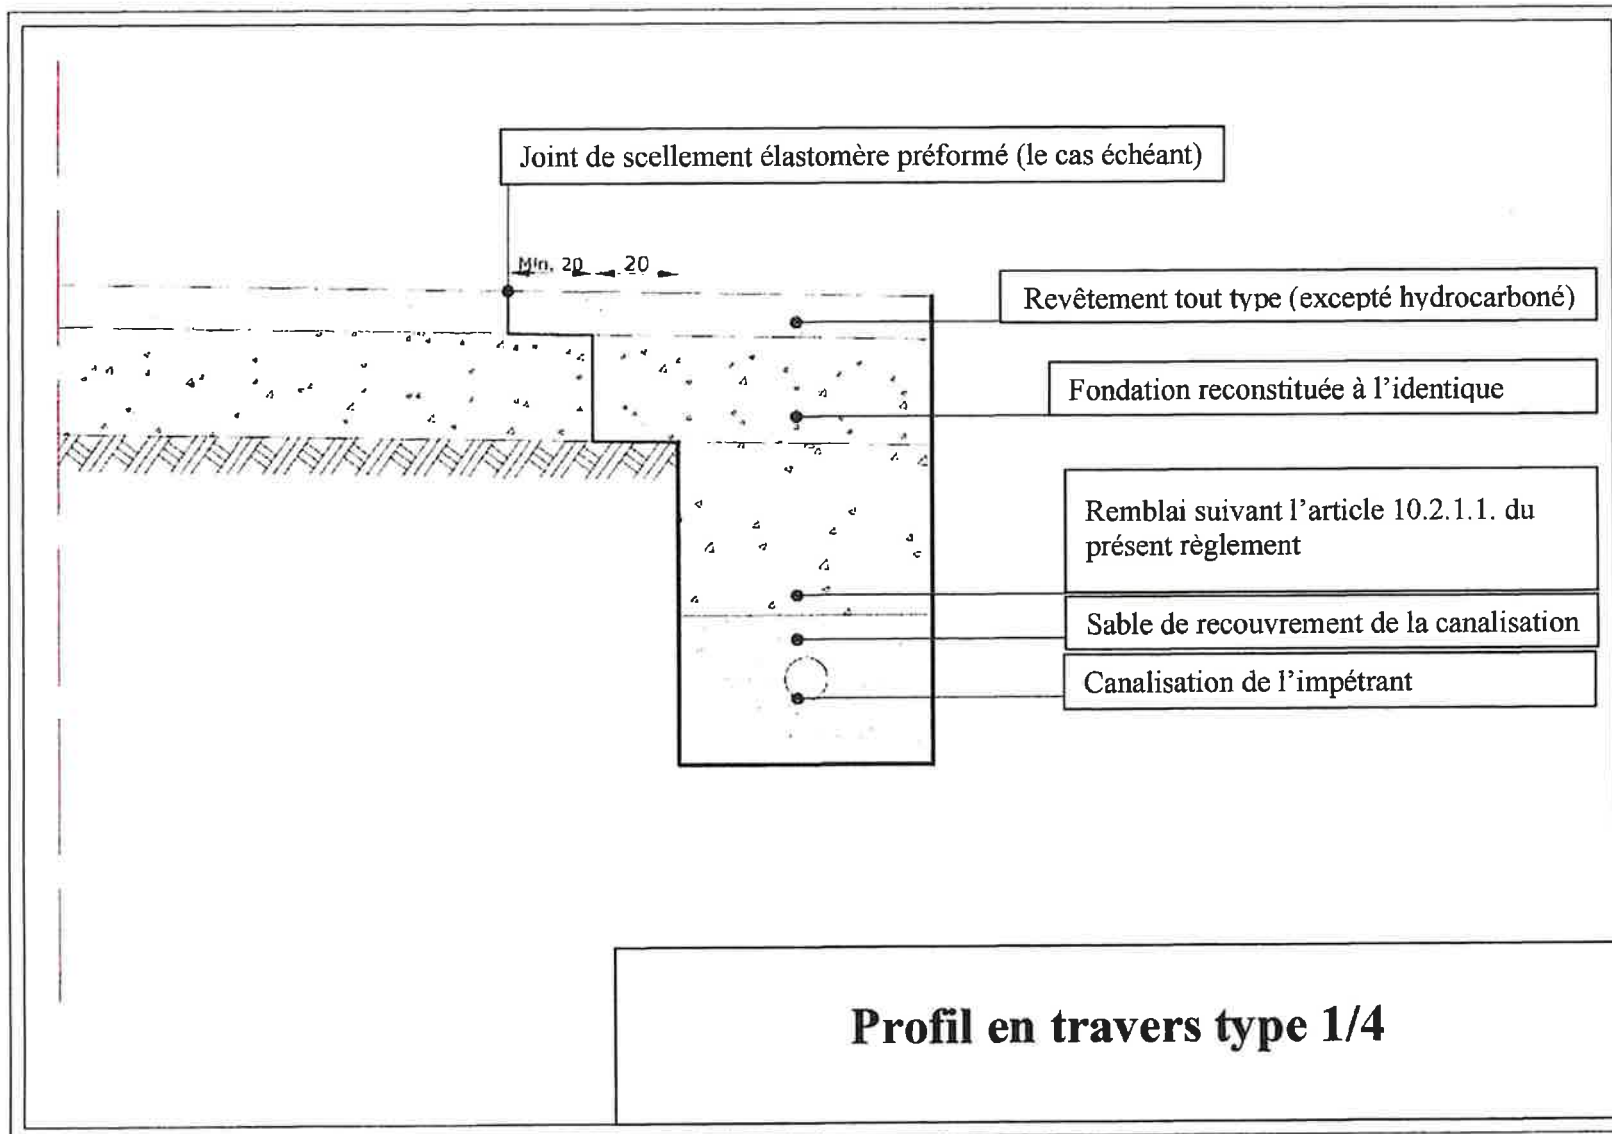 Joint de scellement élastomère préformé (le cas échéant)
Min. 20
20
Revêtement tout type (excepté hydrocarboné)
Fondation reconstituée à l'identique
Remblai suivant l'article 10.2.1.1. du
présent règlement
Sable de recouvrement de la canalisation
Canalisation de l'impétrant
Profil en travers type 1/4